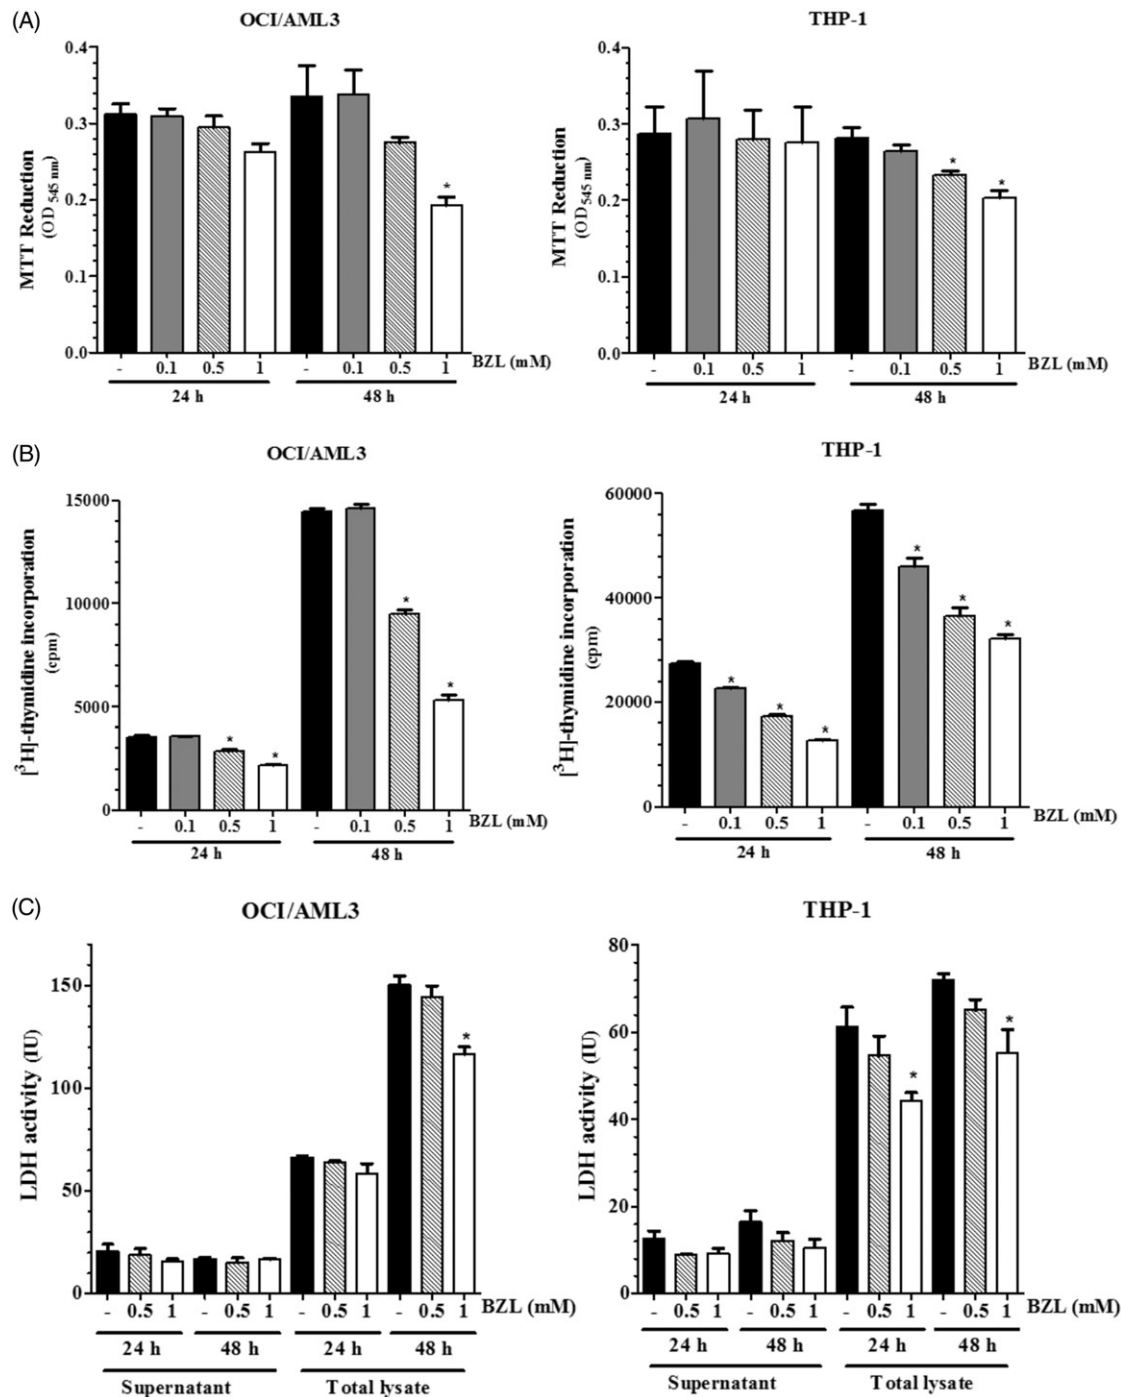 (A)
OCI/AML3
THP-1
MTT Reduction
(OD 545 nm)
0.4
0.3
0.2
0.1
0.0
*
- 0.1 0.5 1 - 0.1 0.5 1 BZL (mM)
24 h 48 h
MTT Reduction
(OD 545 nm)
0.4
0.3
0.2
0.1
0.0
* *
- 0.1 0.5 1 - 0.1 0.5 1 BZL (mM)
24 h 48 h
(B)
OCI/AML3
THP-1
[³H]-thymidine incorporation
(cpm)
15000
10000
5000
0
* * * *
- 0.1 0.5 1 - 0.1 0.5 1 BZL (mM)
24 h 48 h
[³H]-thymidine incorporation
(cpm)
60000
40000
20000
0
* * * * * *
- 0.1 0.5 1 - 0.1 0.5 1 BZL (mM)
24 h 48 h
(C)
OCI/AML3
THP-1
LDH activity (IU)
150
100
50
0
*
- 0.5 1 - 0.5 1 - 0.5 1 - 0.5 1 BZL (mM)
24 h 48 h 24 h 48 h
Supernatant Total lysate
LDH activity (IU)
80
60
40
20
0
* *
- 0.5 1 - 0.5 1 - 0.5 1 - 0.5 1 BZL (mM)
24 h 48 h 24 h 48 h
Supernatant Total lysate